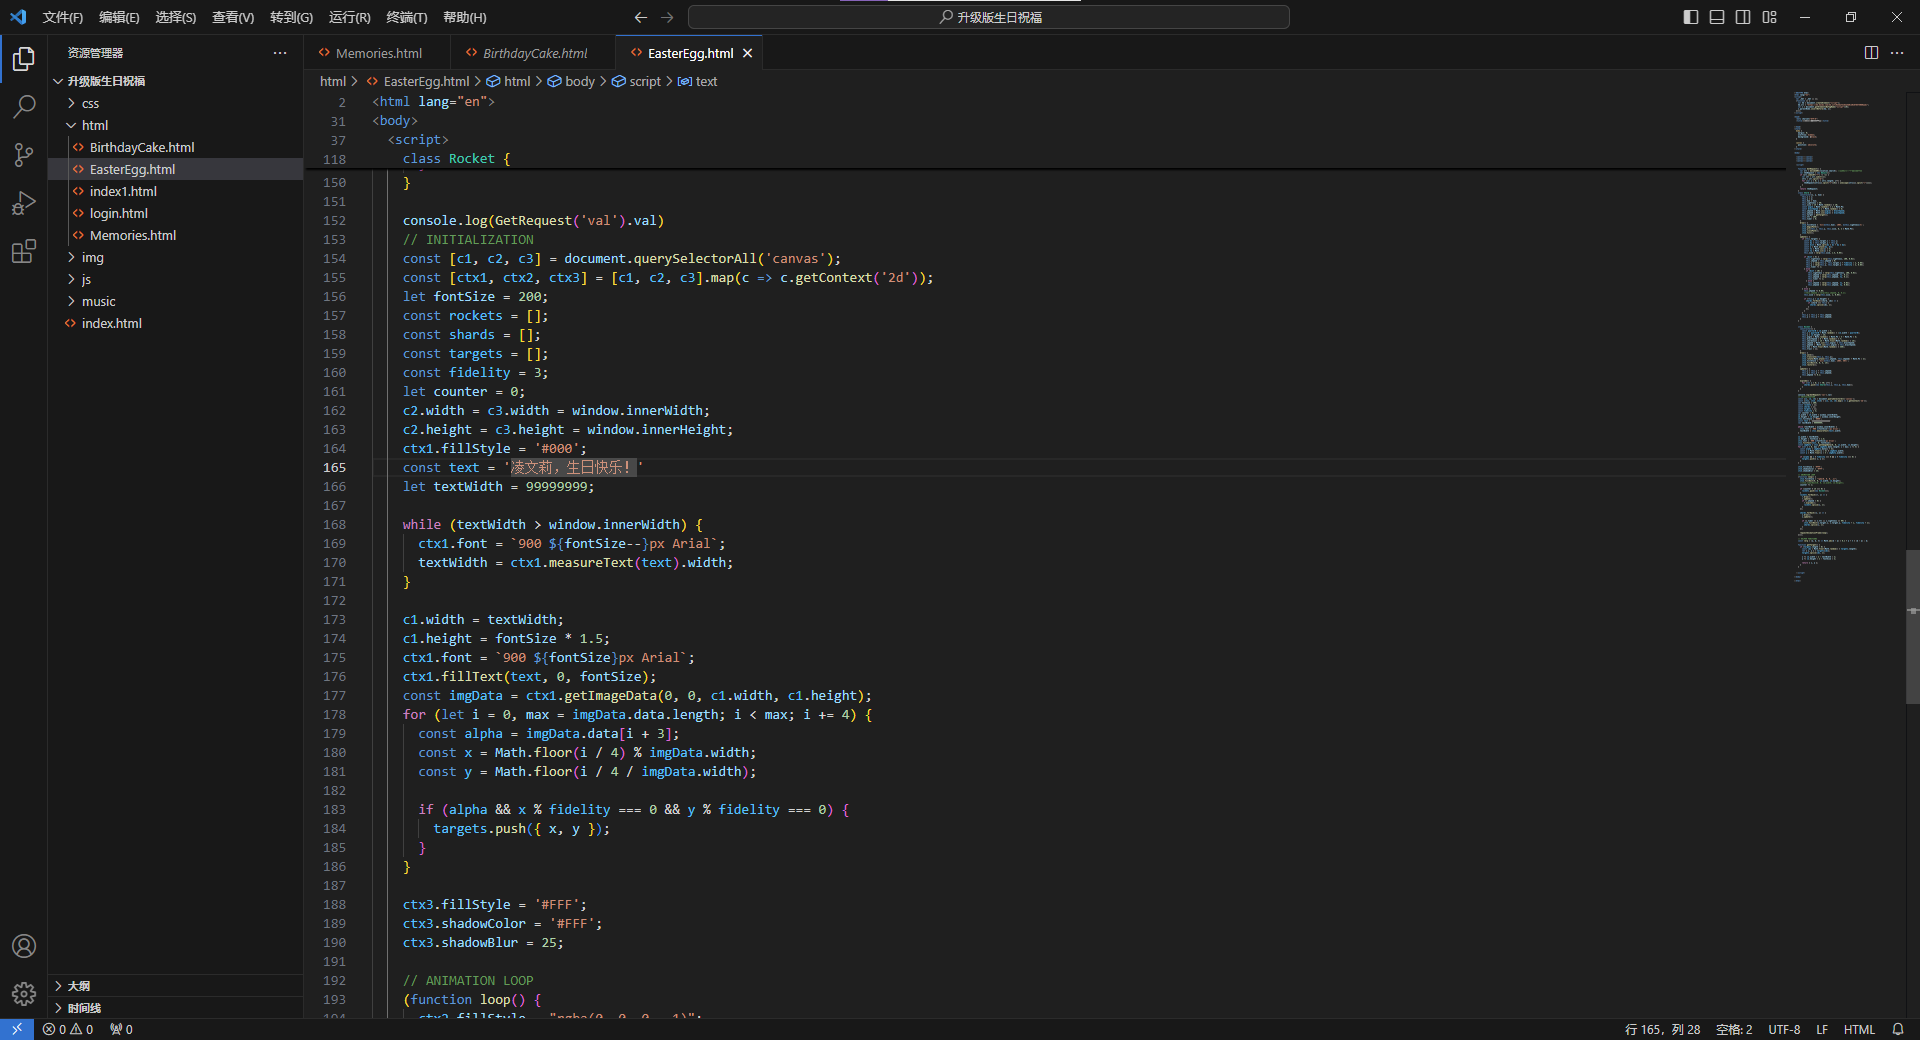 文件(F) 编辑(E) 选择(S) 查看(V) 转到(G) 运行(R) 终端(T) 帮助(H)
升级版生日祝福
资源管理器
升级版生日祝福
css
html
BirthdayCake.html
EasterEgg.html
index1.html
login.html
Memories.html
img
js
music
index.html
大纲
时间线
Memories.html BirthdayCake.html EasterEgg.html
html > EasterEgg.html > html > body > script > text
2 <html lang="en">
31 <body>
37 <script>
118 class Rocket {
150 }
151
152 console.log(GetRequest('val').val)
153 // INITIALIZATION
154 const [c1, c2, c3] = document.querySelectorAll('canvas');
155 const [ctx1, ctx2, ctx3] = [c1, c2, c3].map(c => c.getContext('2d'));
156 let fontSize = 200;
157 const rockets = [];
158 const shards = [];
159 const targets = [];
160 const fidelity = 3;
161 let counter = 0;
162 c2.width = c3.width = window.innerWidth;
163 c2.height = c3.height = window.innerHeight;
164 ctx1.fillStyle = '#000';
165 const text = '凌文莉，生日快乐！'
166 let textWidth = 99999999;
167
168 while (textWidth > window.innerWidth) {
169 ctx1.font = `900 ${fontSize--}px Arial`;
170 textWidth = ctx1.measureText(text).width;
171 }
172
173 c1.width = textWidth;
174 c1.height = fontSize * 1.5;
175 ctx1.font = `900 ${fontSize}px Arial`;
176 ctx1.fillText(text, 0, fontSize);
177 const imgData = ctx1.getImageData(0, 0, c1.width, c1.height);
178 for (let i = 0, max = imgData.data.length; i < max; i += 4) {
179 const alpha = imgData.data[i + 3];
180 const x = Math.floor(i / 4) % imgData.width;
181 const y = Math.floor(i / 4 / imgData.width);
182
183 if (alpha && x % fidelity === 0 && y % fidelity === 0) {
184 targets.push({ x, y });
185 }
186 }
187
188 ctx3.fillStyle = '#FFF';
189 ctx3.shadowColor = '#FFF';
190 ctx3.shadowBlur = 25;
191
192 // ANIMATION LOOP
193 (function loop() {
0 0 0
行 165，列 28 空格: 2 UTF-8 LF HTML